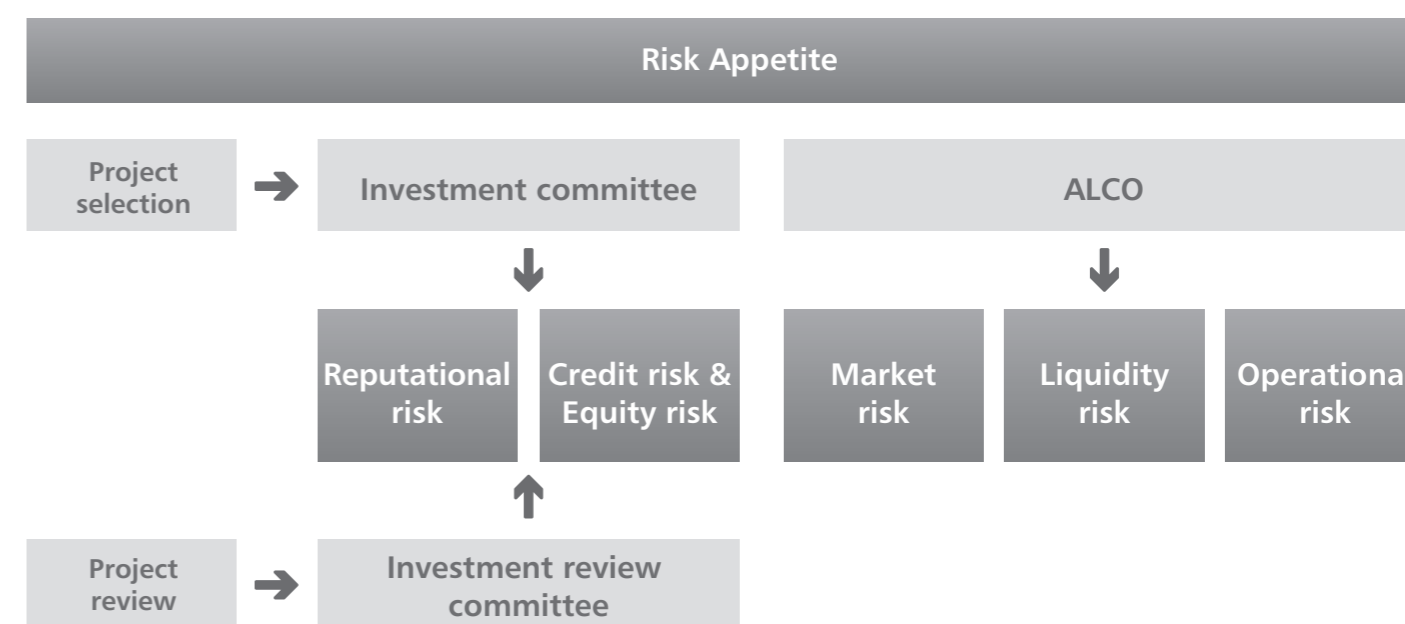 Risk Appetite
Project
selection
Investment committee
ALCO
Reputational
risk
Credit risk &
Equity risk
Market
risk
Liquidity
risk
Operationa
risk
Project
review
Investment review
committee